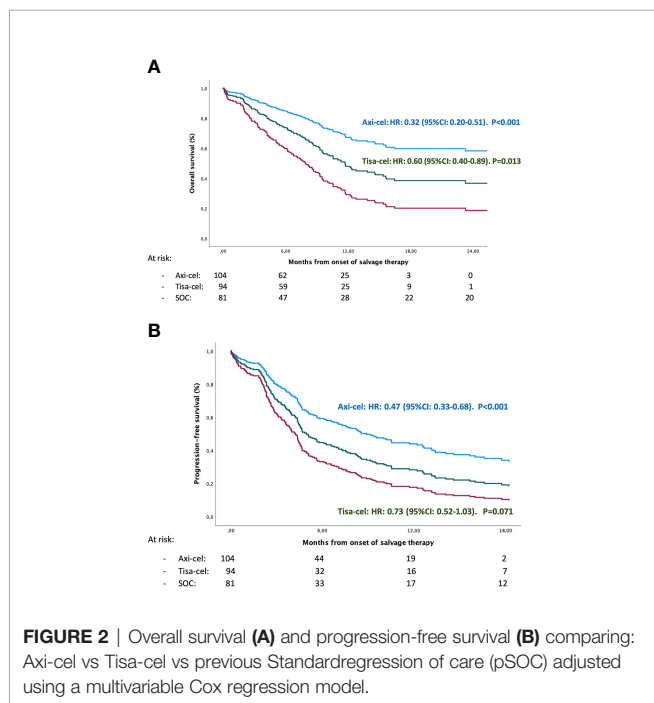 A
1,0
0,8
0,6
0,4
0,2
0,0
Overall survival (%)
Axi-cel: HR: 0.32 (95%CI: 0.20-0.51). P<0.001
Tisa-cel: HR: 0.60 (95%CI: 0.40-0.89). P=0.013
,00 6,00 12,00 18,00 24,00
Months from onset of salvage therapy
At risk:
- Axi-cel: 104 62 25 3 0
- Tisa-cel: 94 59 25 9 1
- SOC: 81 47 28 22 20
B
1,0
0,8
0,6
0,4
0,2
0,0
Progression-free survival (%)
Axi-cel: HR: 0.47 (95%CI: 0.33-0.68). P<0.001
Tisa-cel: HR: 0.73 (95%CI: 0.52-1.03). P=0.071
,00 6,00 12,00 18,00
Months from onset of salvage therapy
At risk:
- Axi-cel: 104 44 19 2
- Tisa-cel: 94 32 16 7
- SOC: 81 33 17 12
FIGURE 2 | Overall survival (A) and progression-free survival (B) comparing:
Axi-cel vs Tisa-cel vs previous Standardregression of care (pSOC) adjusted
using a multivariable Cox regression model.